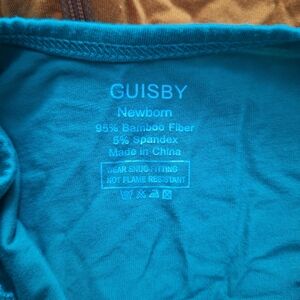 GUISBY
Newborn
95% Bamboo Fiber
5% Spandex
Made in China
WEAR SNUG-FITTING
NOT FLAME RESISTANT